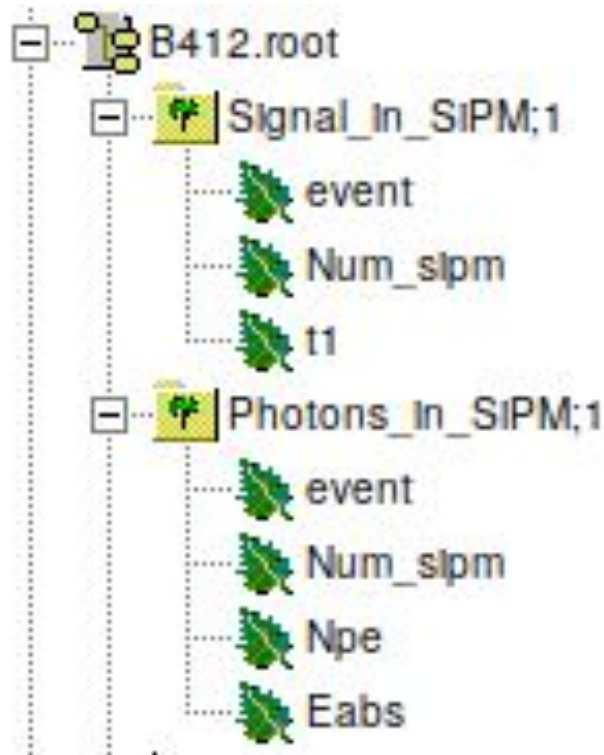 B412.root
Signal_in_SiPM;1
event
Num_sipm
t1
Photons_in_SiPM;1
event
Num_sipm
Npe
Eabs